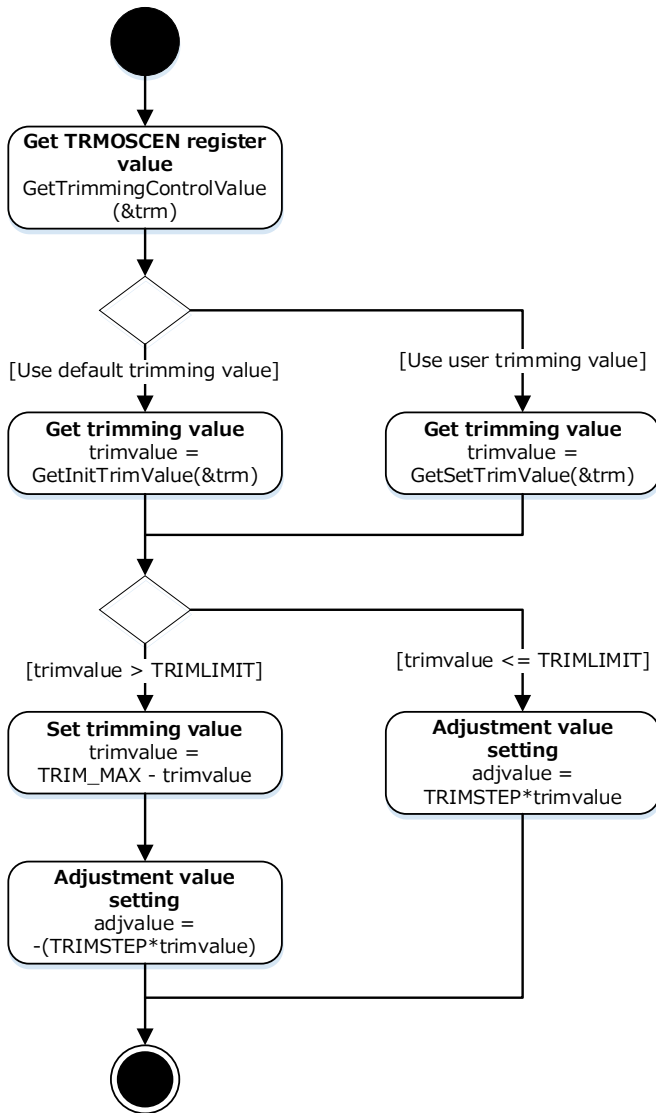 Get TRMOSCEN register
value
GetTrimmingControlValue
(&trm)
[Use default trimming value]
[Use user trimming value]
Get trimming value
trimvalue =
GetInitTrimValue(&trm)
Get trimming value
trimvalue =
GetSetTrimValue(&trm)
[trimvalue > TRIMLIMIT]
[trimvalue <= TRIMLIMIT]
Set trimming value
trimvalue =
TRIM_MAX - trimvalue
Adjustment value
setting
adjvalue =
TRIMSTEP*trimvalue
Adjustment value
setting
adjvalue =
-(TRIMSTEP*trimvalue)